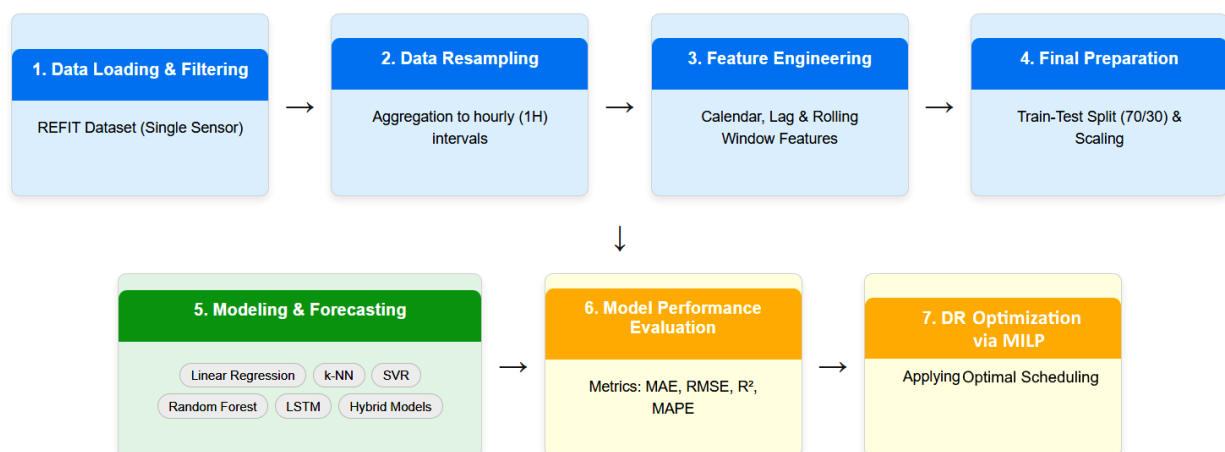 1. Data Loading & Filtering
REFIT Dataset (Single Sensor)
→
2. Data Resampling
Aggregation to hourly (1H)
intervals
→
3. Feature Engineering
Calendar, Lag & Rolling
Window Features
→
4. Final Preparation
Train-Test Split (70/30) &
Scaling
↓
5. Modeling & Forecasting
Linear Regression k-NN SVR
Random Forest LSTM Hybrid Models
→
6. Model Performance
Evaluation
Metrics: MAE, RMSE, R²,
MAPE
→
7. DR Optimization
via MILP
Applying Optimal Scheduling